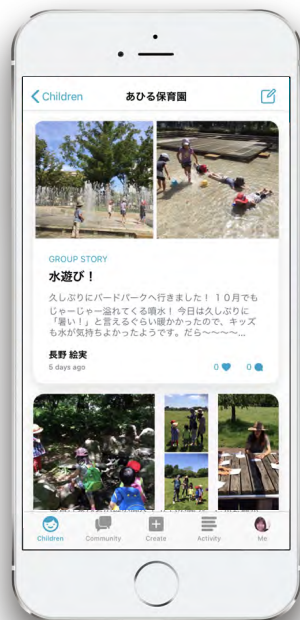 Children
あひる保育園
GROUP STORY
水遊び！
久しぶりにバードパークへ行きました！ １０月でも
じゃーじゃー溢れてくる噴水！ 今日は久しぶりに
「暑い！」と言えるぐらい暖かかったので、キッズ
も水が気持ちよかったようです。だら〜〜〜〜...
長野 絵実
5 days ago
0
0
Children
Community
Create
Activity
Me